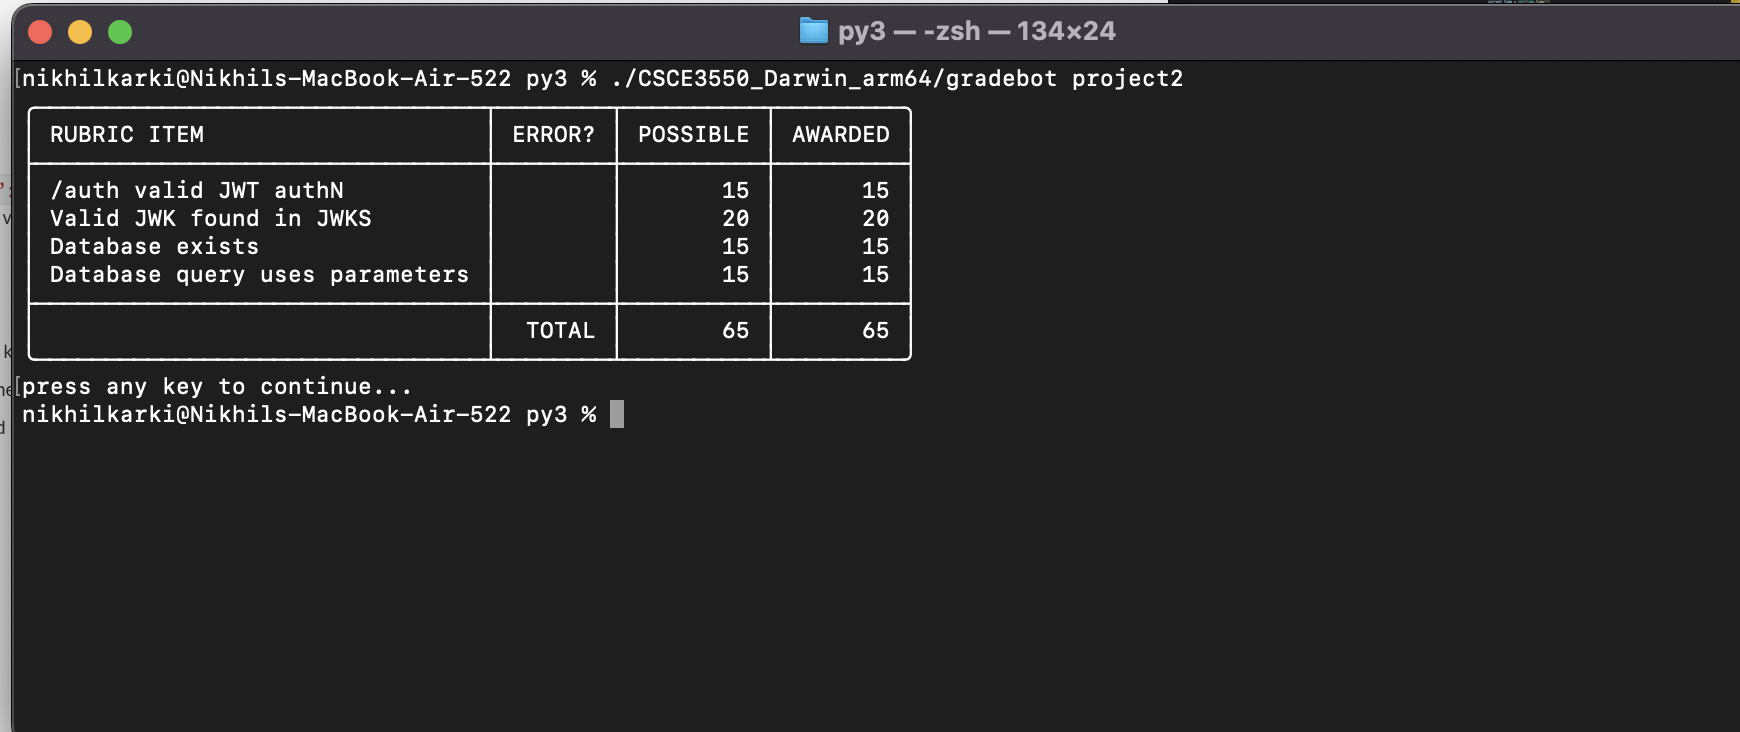 py3 — -zsh — 134×24
[nikhilkarki@Nikhils-MacBook-Air-522 py3 % ./CSCE3550_Darwin_arm64/gradebot project2
RUBRIC ITEM ERROR? POSSIBLE AWARDED
/auth valid JWT authN 15 15
Valid JWK found in JWKS 20 20
Database exists 15 15
Database query uses parameters 15 15
TOTAL 65 65
[press any key to continue...
nikhilkarki@Nikhils-MacBook-Air-522 py3 %